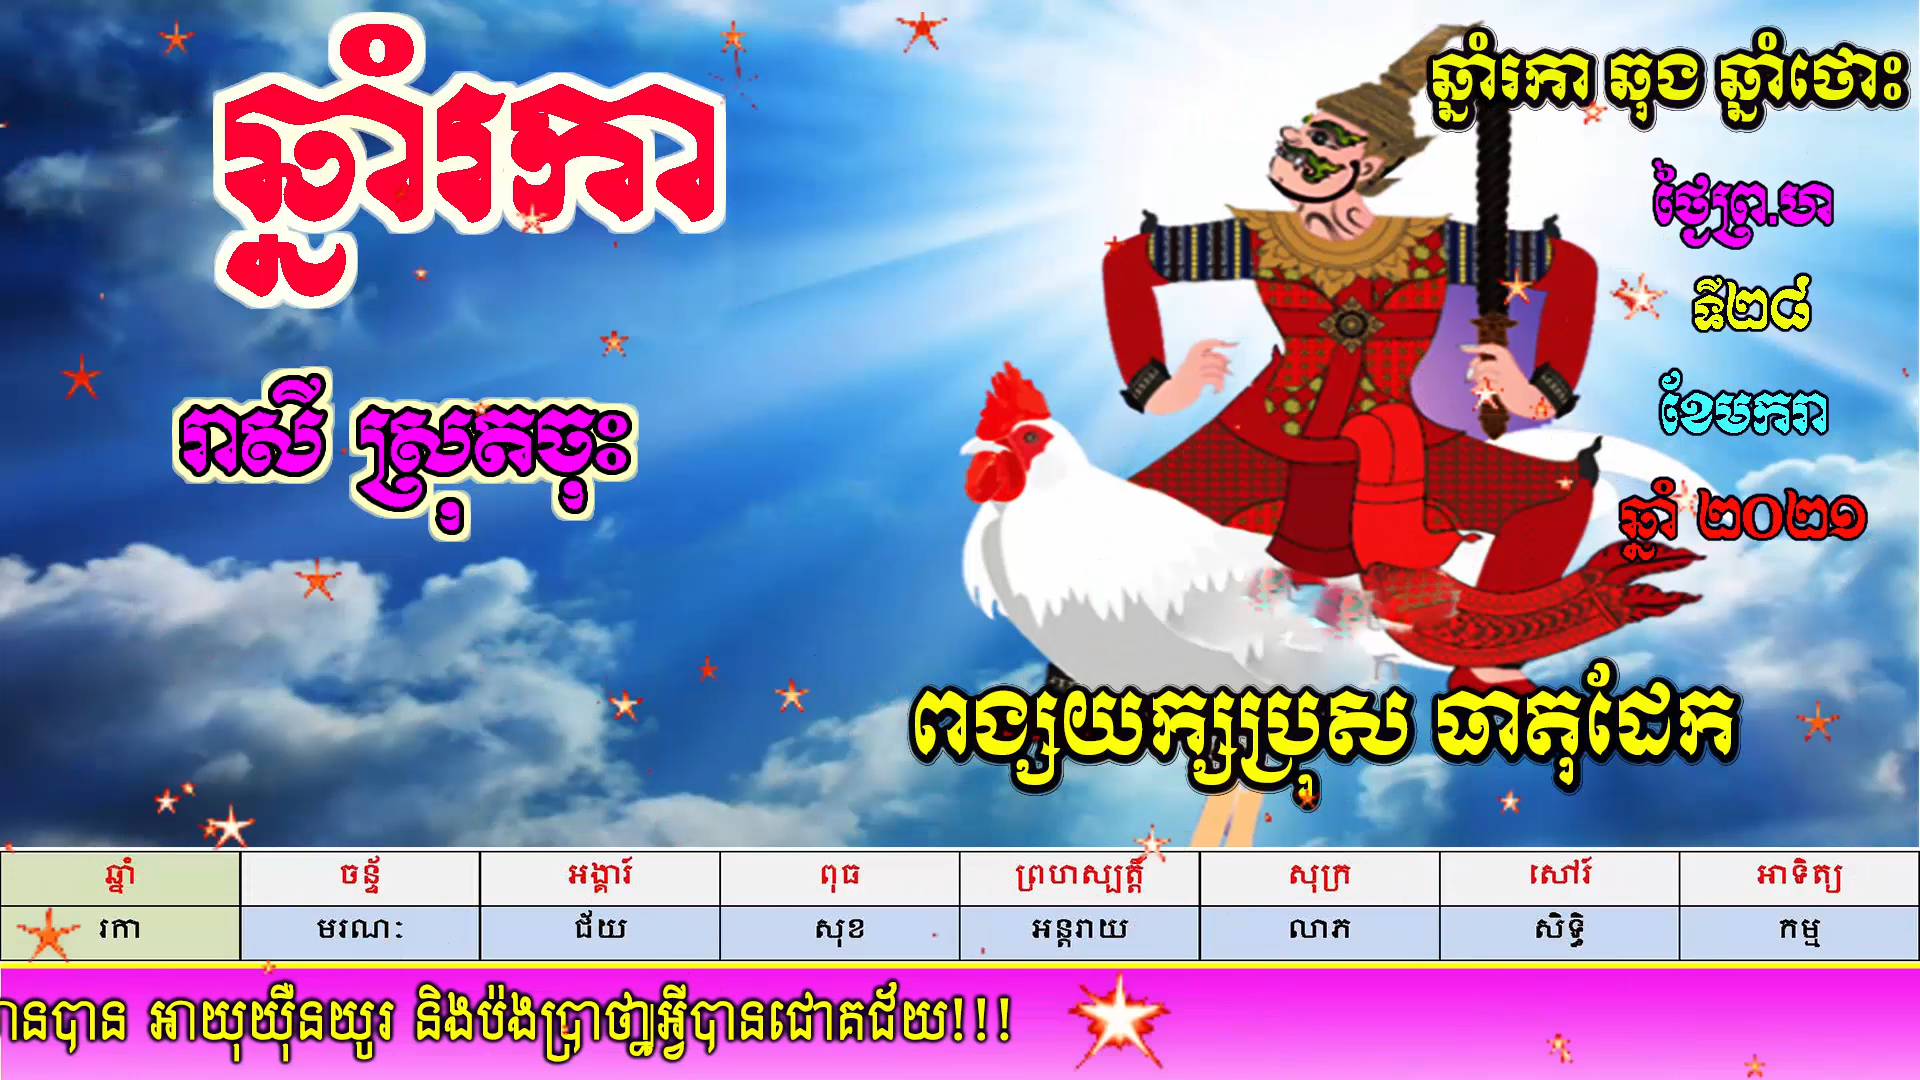 ឆ្នាំរកា
រាសី ស្រុតចុះ
ឆ្នាំរកា ឆុង ឆ្នាំថោះ
ថ្ងៃព្រ.ហ
ទី២៨
ខែមករា
ឆ្នាំ ២០២១
ពង្សយក្សប្រុស ធាតុដែក
ឆ្នាំ ចន្ទ័ អង្គារ៍ ពុធ ព្រហស្បត្តិ៍ សុក្រ សៅរ៍ អាទិត្យ
រកា មរណៈ ជ័យ សុខ អន្តរាយ លាភ សិទ្ធិ កម្ម
មានបាន អាយុយ៉ឺនយូរ និងប៉ងប្រាថា្នអ្វីបានជោគជ័យ!!!